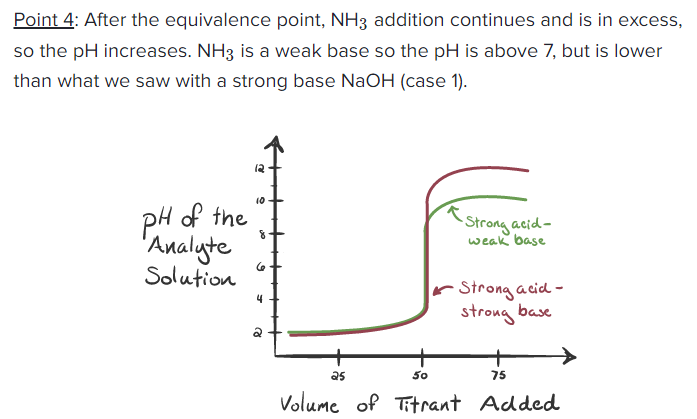 Point 4: After the equivalence point, NH3 addition continues and is in excess,
so the pH increases. NH3 is a weak base so the pH is above 7, but is lower
than what we saw with a strong base NaOH (case 1).
12
10
8
6
4
2
pH of the
Analyte
Solution
Strong acid-
weak base
Strong acid-
strong base
25
50
75
Volume of Titrant Added